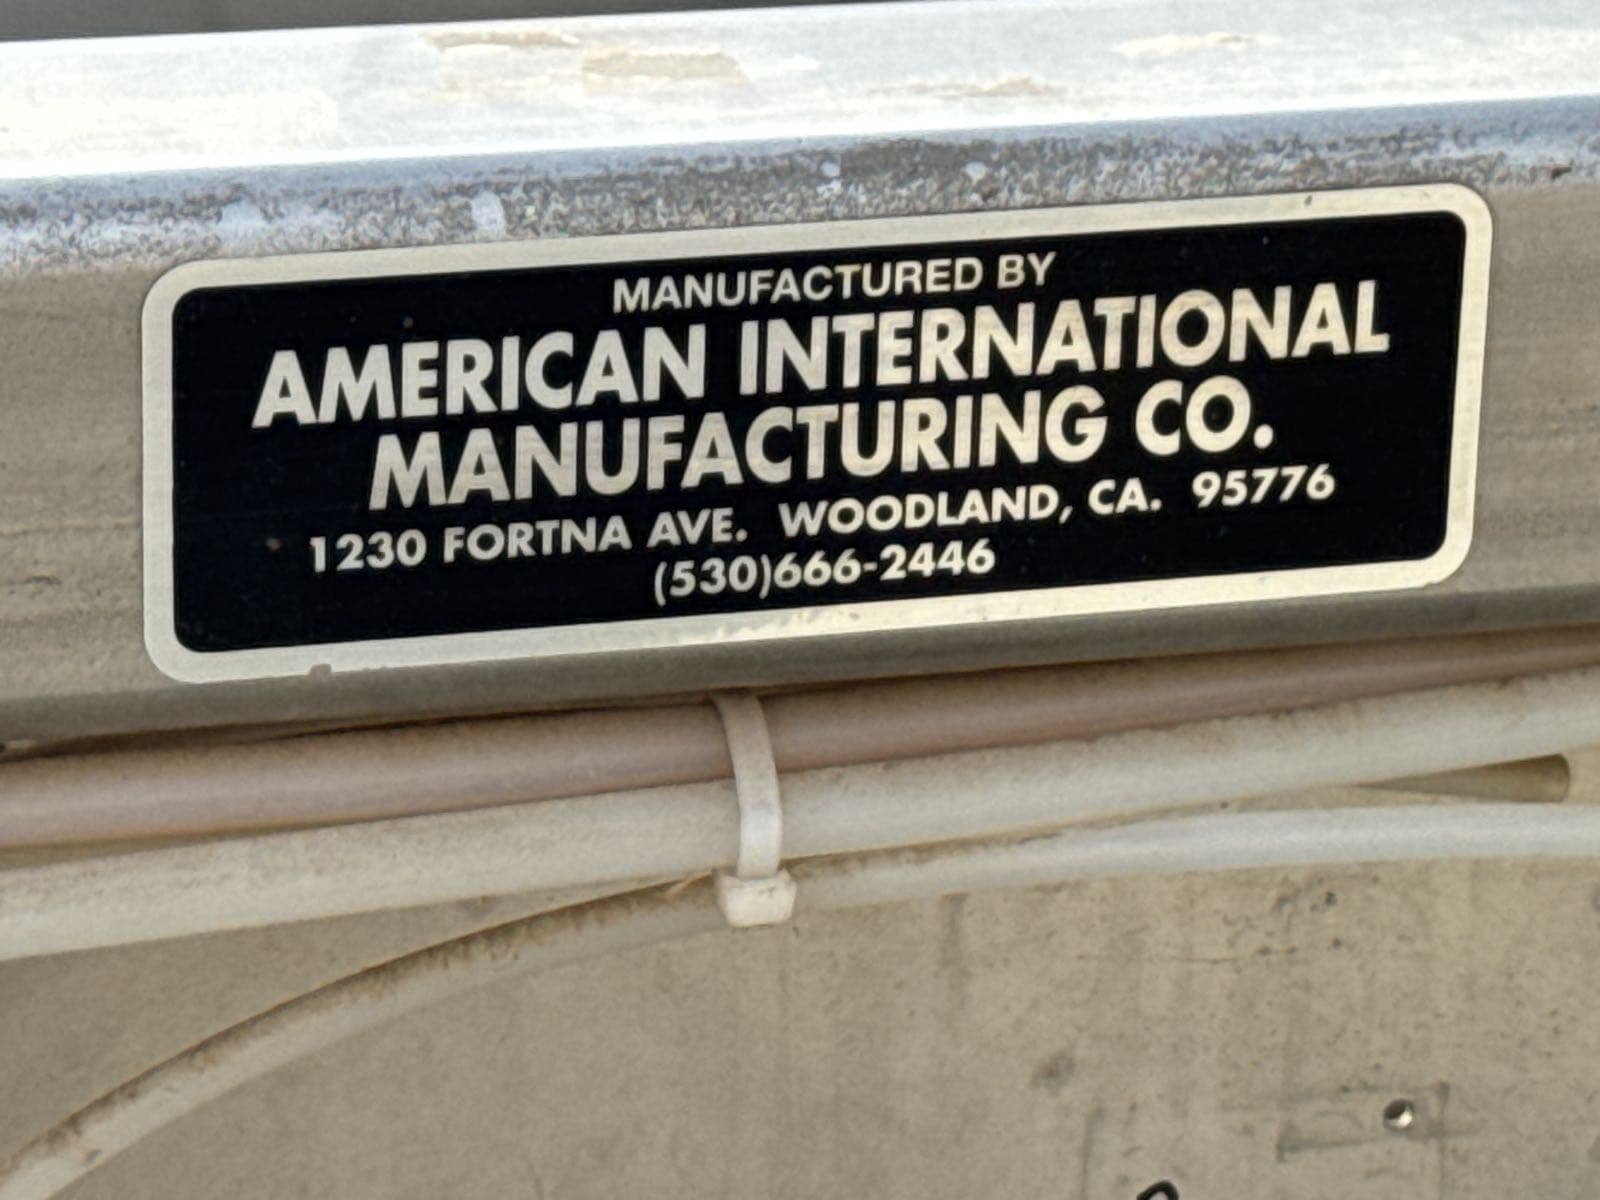 MANUFACTURED BY
AMERICAN INTERNATIONAL
MANUFACTURING CO.
1230 FORTNA AVE. WOODLAND, CA. 95776
(530)666-2446